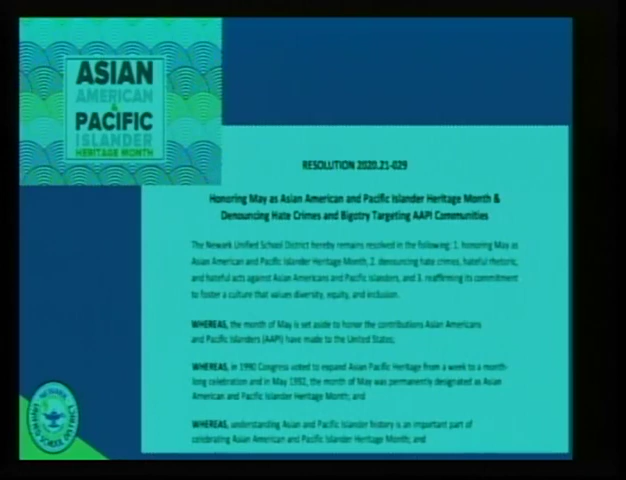 ASIAN
AMERICAN
&
PACIFIC
ISLANDER
HERITAGE MONTH
RESOLUTION 2020.21-029
Honoring May as Asian American and Pacific Islander Heritage Month &
Denouncing Hate Crimes and Bigotry Targeting AAPI Communities
The Newark Unified School District hereby remains resolved in the following: 1. honoring May as
Asian American and Pacific Islander Heritage Month, 2. denouncing hate crimes, hateful rhetoric,
and hateful acts against Asian Americans and Pacific Islanders, and 3. reaffirming its commitment
to foster a culture that values diversity, equity, and inclusion.
WHEREAS, the month of May is set aside to honor the contributions Asian Americans
and Pacific Islanders (AAPI) have made to the United States;
WHEREAS, in 1990 Congress voted to expand Asian Pacific Heritage from a week to a month-
long celebration and in May 1992, the month of May was permanently designated as Asian
American and Pacific Islander Heritage Month; and
WHEREAS, understanding Asian and Pacific Islander history is an important part of
celebrating Asian American and Pacific Islander Heritage Month; and
NEWARK
UNIFIED SCHOOL DISTRICT